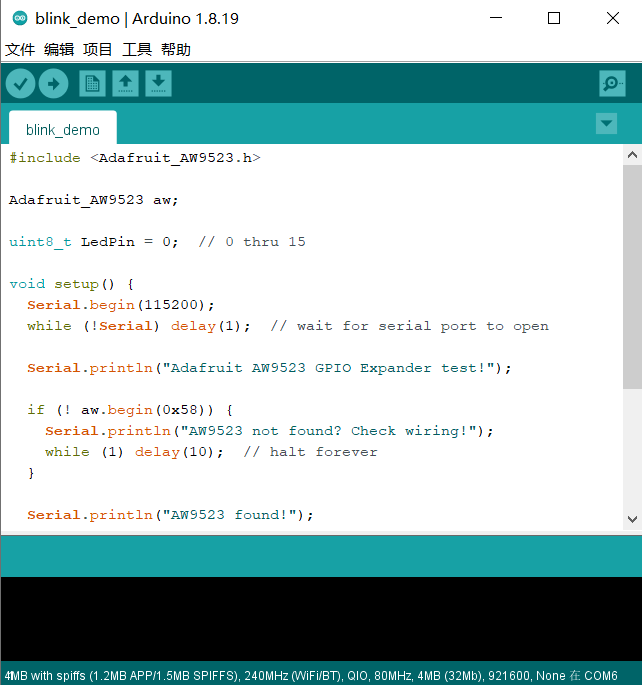 blink_demo | Arduino 1.8.19
文件 编辑 项目 工具 帮助
blink_demo
#include <Adafruit_AW9523.h>
Adafruit_AW9523 aw;
uint8_t LedPin = 0;  // 0 thru 15
void setup() {
  Serial.begin(115200);
  while (!Serial) delay(1);  // wait for serial port to open
  Serial.println("Adafruit AW9523 GPIO Expander test!");
  if (! aw.begin(0x58)) {
    Serial.println("AW9523 not found? Check wiring!");
    while (1) delay(10);  // halt forever
  }
  Serial.println("AW9523 found!");
4MB with spiffs (1.2MB APP/1.5MB SPIFFS), 240MHz (WiFi/BT), QIO, 80MHz, 4MB (32Mb), 921600, None 在 COM6